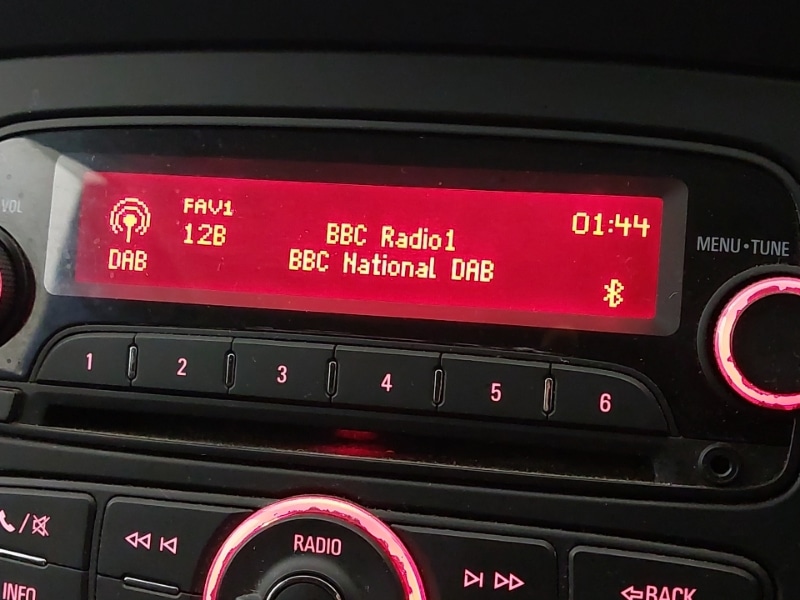 VOL
FAV1
12B
DAB
BBC Radio1
BBC National DAB
01:44
MENU•TUNE
1 2 3 4 5 6
RADIO
INFO
BACK